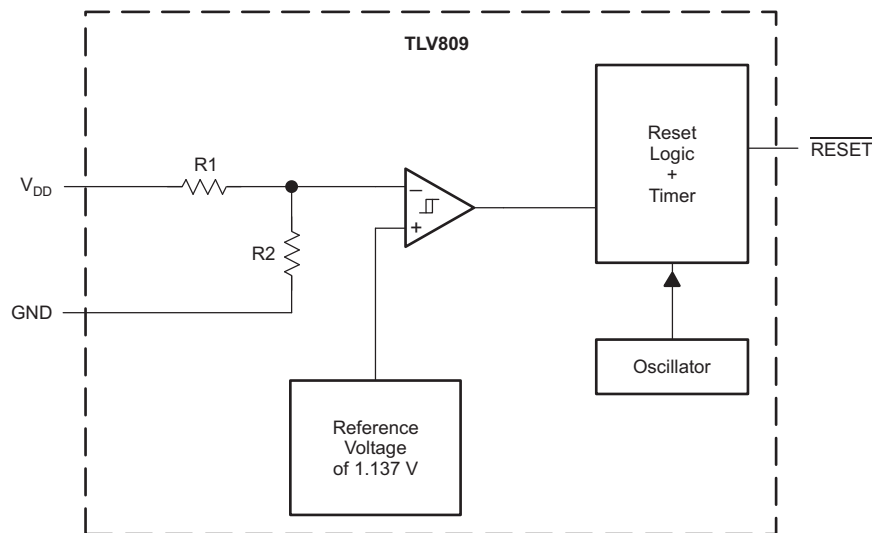 TLV809
Reset
Logic
+
Timer
RESET
R1
VDD
−
+
R2
GND
Oscillator
Reference
Voltage
of 1.137 V